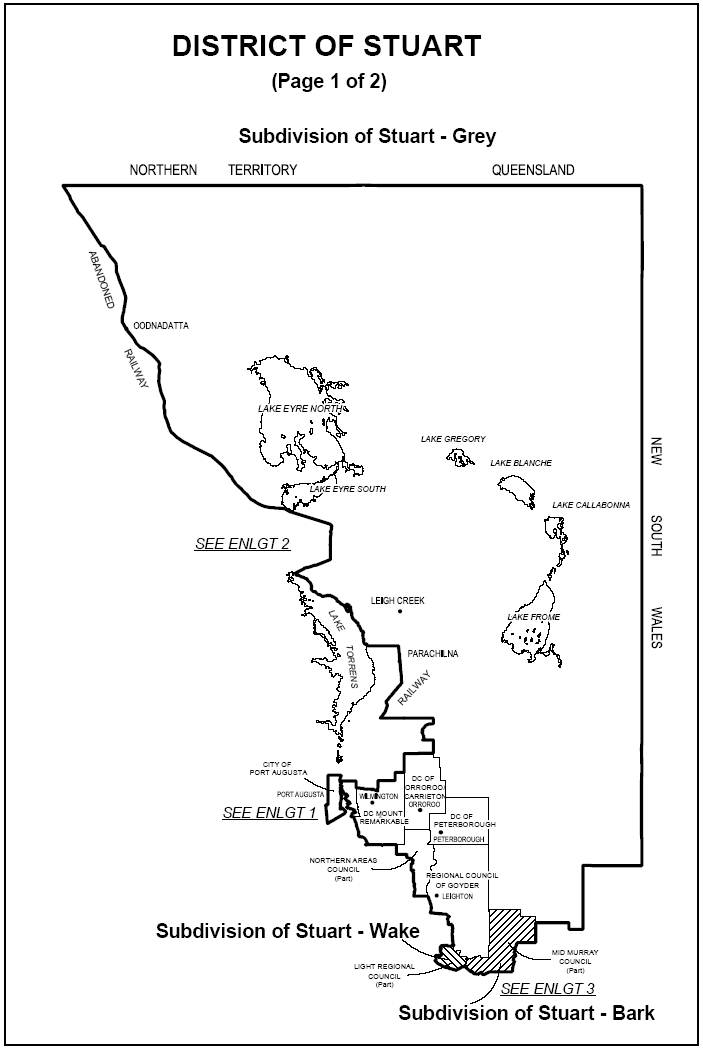 DISTRICT OF STUART
(Page 1 of 2)
Subdivision of Stuart - Grey
NORTHERN TERRITORY
QUEENSLAND
ABANDONED
OODNADATTA
RAILWAY
LAKE EYRE NORTH
LAKE GREGORY
NEW
LAKE BLANCHE
LAKE EYRE SOUTH
LAKE CALLABONNA
SOUTH
SEE ENLGT 2
LEIGH CREEK
LAKE
LAKE FROME
WALES
TORRENS
PARACHILNA
RAILWAY
CITY OF
PORT AUGUSTA
PORT AUGUSTA
SEE ENLGT 1
WILMINGTON
DC MOUNT
REMARKABLE
DC OF
ORROROO/
CARRIETON
ORROROO
DC OF
PETERBOROUGH
PETERBOROUGH
NORTHERN AREAS
COUNCIL
(Part)
REGIONAL COUNCIL
OF GOYDER
LEIGHTON
Subdivision of Stuart - Wake
LIGHT REGIONAL
COUNCIL
(Part)
MID MURRAY
COUNCIL
(Part)
SEE ENLGT 3
Subdivision of Stuart - Bark